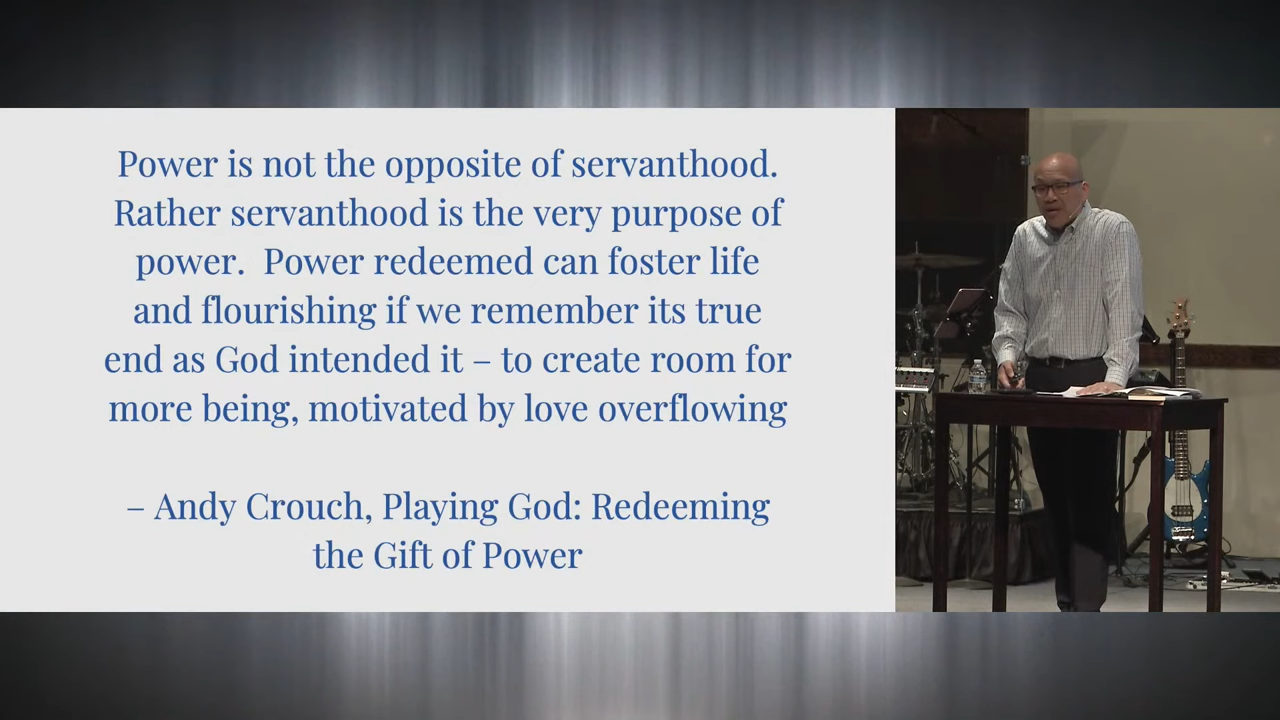 Power is not the opposite of servanthood.
Rather servanthood is the very purpose of
power.  Power redeemed can foster life
and flourishing if we remember its true
end as God intended it – to create room for
more being, motivated by love overflowing
– Andy Crouch, Playing God: Redeeming
the Gift of Power